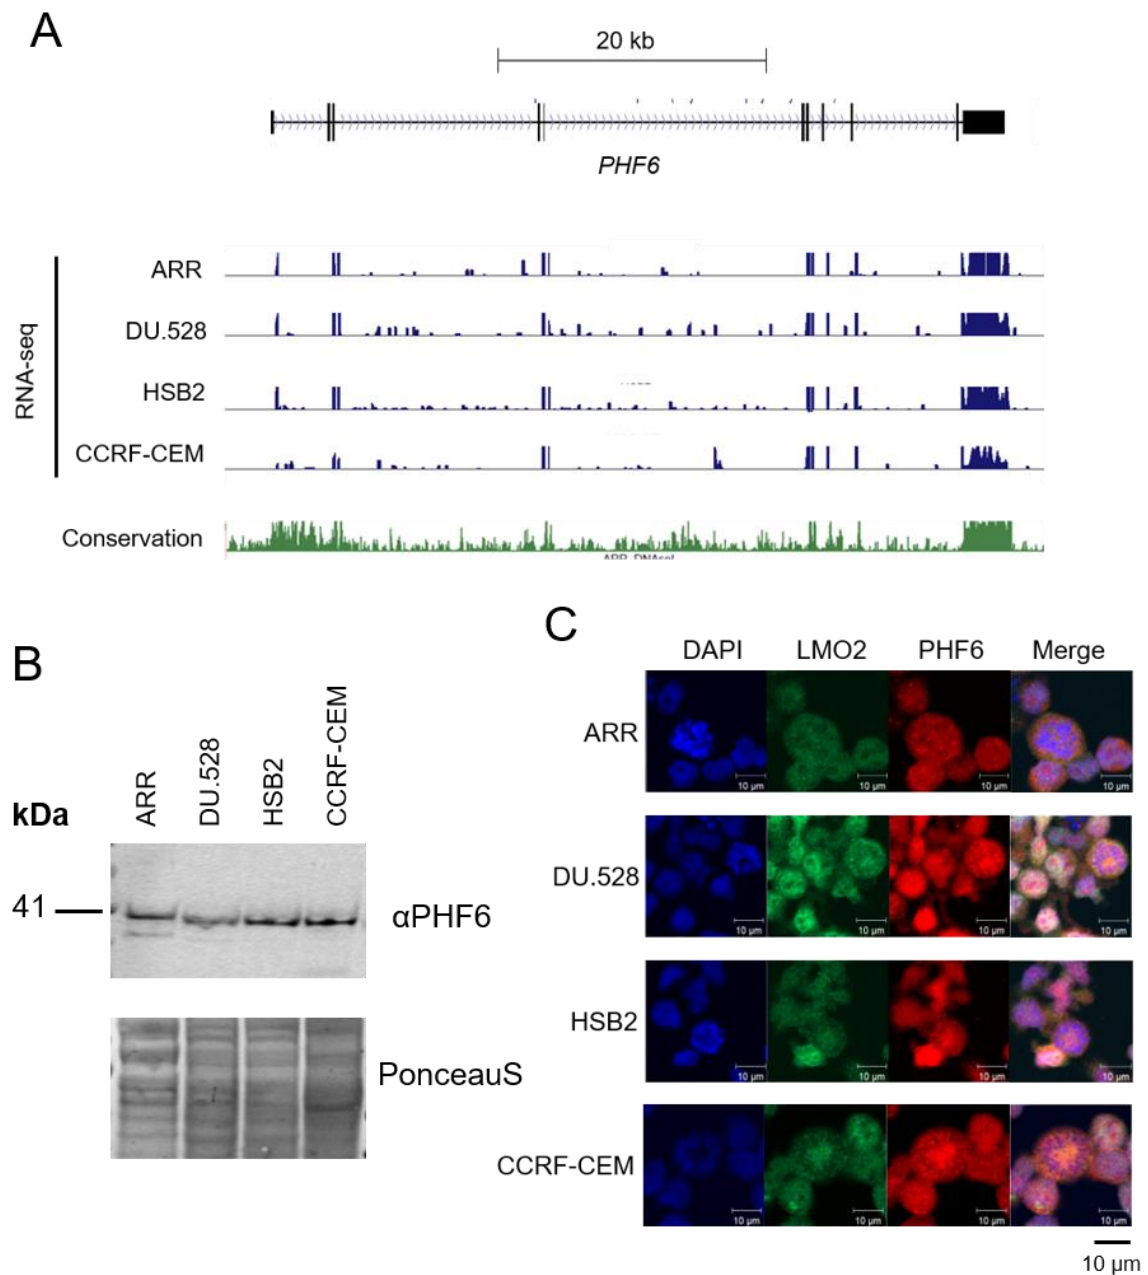 A
20 kb
PHF6
RNA-seq
ARR
DU.528
HSB2
CCRF-CEM
Conservation
B
kDa
ARR
DU.528
HSB2
CCRF-CEM
41
αPHF6
PonceauS
C
DAPI LMO2 PHF6 Merge
ARR
10 µm 10 µm 10 µm 10 µm
DU.528
10 µm 10 µm 10 µm 10 µm
HSB2
10 µm 10 µm 10 µm 10 µm
CCRF-CEM
10 µm 10 µm 10 µm 10 µm
10 µm